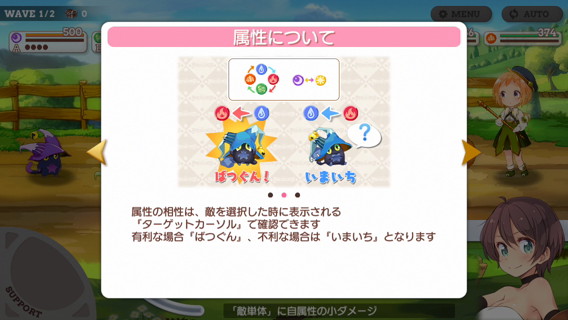 WAVE 1/2
0
MENU
AUTO
500
374
属性について
ばつぐん！
?
いまいち
属性の相性は、敵を選択した時に表示される
「ターゲットカーソル」で確認できます
有利な場合「ばつぐん」、不利な場合は「いまいち」となります
SUPPORT
「敵単体」に自属性の小ダメージ